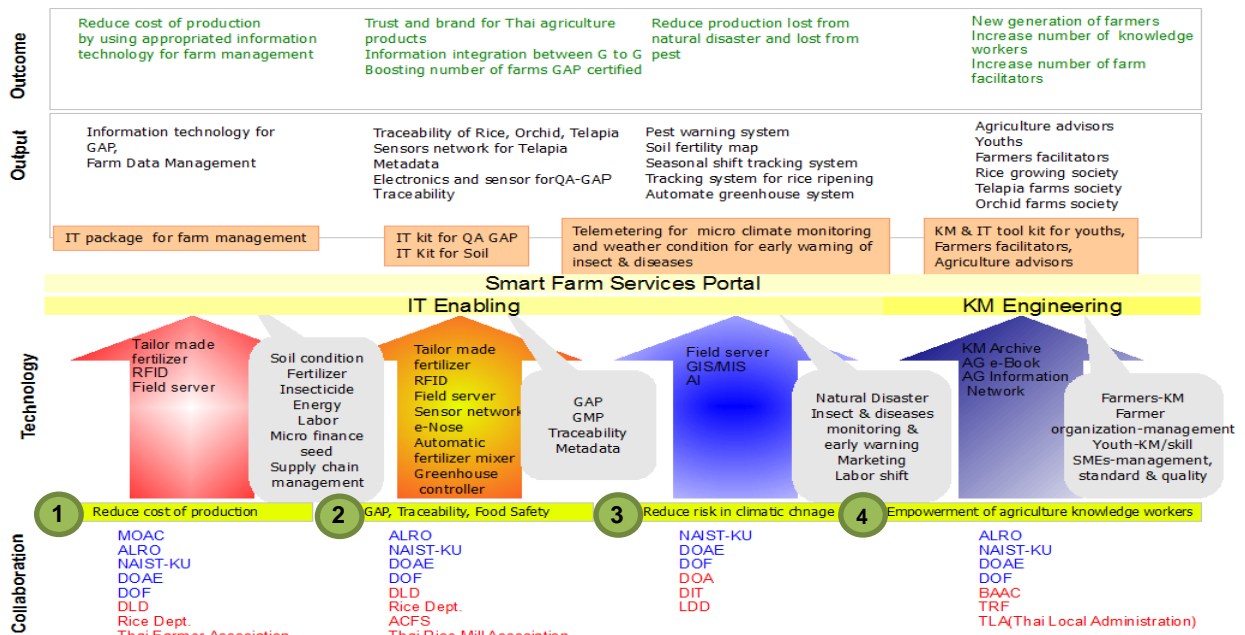 Outcome
Reduce cost of production
by using appropriated information
technology for farm management
Trust and brand for Thai agriculture
products
Information integration between G to G
Boosting number of farms GAP certified
Reduce production lost from
natural disaster and lost from
pest
New generation of farmers
Increase number of knowledge
workers
Increase number of farm
facilitators
Output
Information technology for
GAP,
Farm Data Management
Traceability of Rice, Orchid, Telapia
Sensors network for Telapia
Metadata
Electronics and sensor forQA-GAP
Traceability
Pest warning system
Soil fertility map
Seasonal shift tracking system
Tracking system for rice ripening
Automate greenhouse system
Agriculture advisors
Youths
Farmers facilitators
Rice growing society
Telapia farms society
Orchid farms society
IT package for farm management
IT kit for QA GAP
IT Kit for Soil
Telemetering for micro climate monitoring
and weather condition for early warning of
insect & diseases
KM & IT tool kit for youths,
Farmers facilitators,
Agriculture advisors
Smart Farm Services Portal
IT Enabling
KM Engineering
Technology
Tailor made
fertilizer
RFID
Field server
Soil condition
Fertilizer
Insecticide
Energy
Labor
Micro finance
seed
Supply chain
management
Tailor made
fertilizer
RFID
Field server
Sensor network
e-Nose
Automatic
fertilizer mixer
Greenhouse
controller
GAP
GMP
Traceability
Metadata
Field server
GIS/MIS
AI
Natural Disaster
Insect & diseases
monitoring &
early warning
Marketing
Labor shift
KM Archive
AG e-Book
AG Information
Network
Farmers-KM
Farmer
organization-management
Youth-KM/skill
SMEs-management,
standard & quality
1
Reduce cost of production
2
GAP, Traceability, Food Safety
3
Reduce risk in climatic chnage
4
Empowerment of agriculture knowledge workers
Collaboration
MOAC
ALRO
NAIST-KU
DOAE
DOF
DLD
Rice Dept.
Thai Farmer Association
ALRO
NAIST-KU
DOAE
DOF
DLD
Rice Dept.
ACFS
Thai Rice Mill Association
NAIST-KU
DOAE
DOF
DOA
DIT
LDD
ALRO
NAIST-KU
DOAE
DOF
BAAC
TRF
TLA(Thai Local Administration)